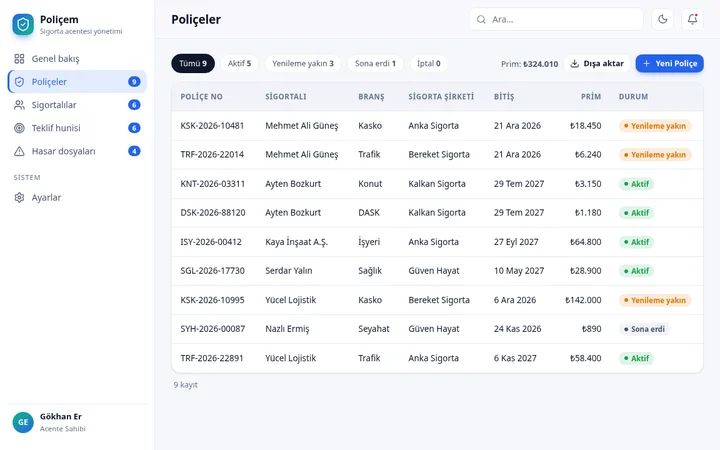 Poliçem
Sigorta acentesi yönetimi
Genel bakış
Poliçeler 9
Sigortalılar 6
Teklif hunisi 6
Hasar dosyaları 4
SİSTEM
Ayarlar
GE
Gökhan Er
Acente Sahibi
Poliçeler
Ara…
Tümü 9 Aktif 5 Yenileme yakın 3 Sona erdi 1 İptal 0 Prim: ₺324.010 Dışa aktar Yeni Poliçe
POLİÇE NO SİGORTALI BRANŞ SİGORTA ŞİRKETİ BİTİŞ PRİM DURUM
KSK-2026-10481 Mehmet Ali Güneş Kasko Anka Sigorta 21 Ara 2026 ₺18.450 Yenileme yakın
TRF-2026-22014 Mehmet Ali Güneş Trafik Bereket Sigorta 21 Ara 2026 ₺6.240 Yenileme yakın
KNT-2026-03311 Ayten Bozkurt Konut Kalkan Sigorta 29 Tem 2027 ₺3.150 Aktif
DSK-2026-88120 Ayten Bozkurt DASK Kalkan Sigorta 29 Tem 2027 ₺1.180 Aktif
ISY-2026-00412 Kaya İnşaat A.Ş. İşyeri Anka Sigorta 27 Eyl 2027 ₺64.800 Aktif
SGL-2026-17730 Serdar Yalın Sağlık Güven Hayat 10 May 2027 ₺28.900 Aktif
KSK-2026-10995 Yücel Lojistik Kasko Bereket Sigorta 6 Ara 2026 ₺142.000 Yenileme yakın
SYH-2026-00087 Nazlı Ermiş Seyahat Güven Hayat 24 Kas 2026 ₺890 Sona erdi
TRF-2026-22891 Yücel Lojistik Trafik Anka Sigorta 6 Kas 2027 ₺58.400 Aktif
9 kayıt